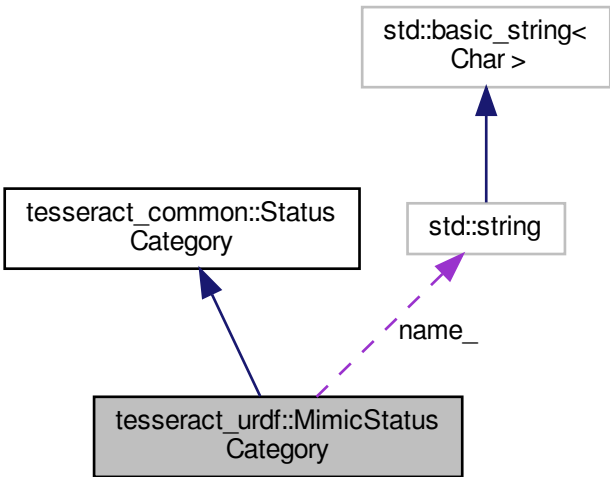 std::basic_string<
Char >
tesseract_common::Status
Category
std::string
name_
tesseract_urdf::MimicStatus
Category